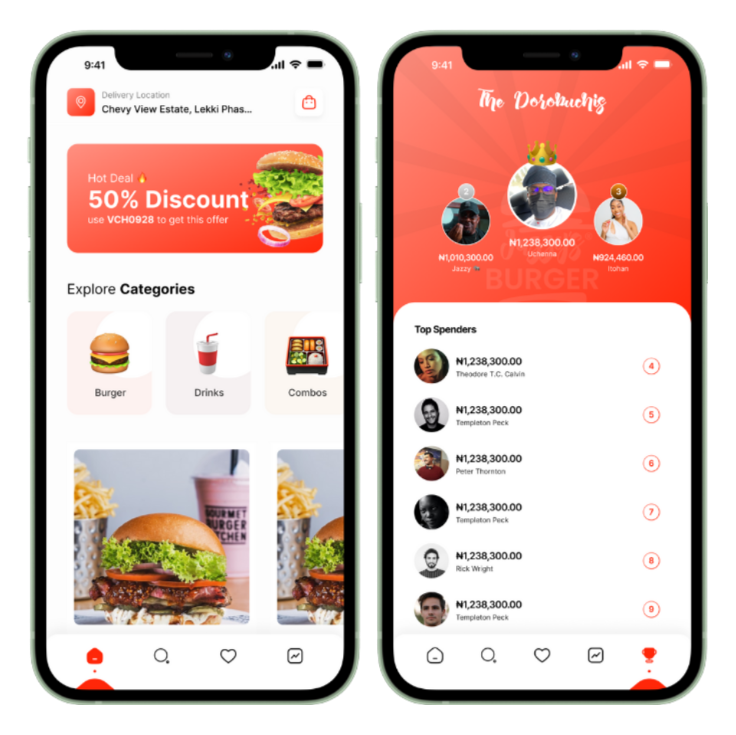 9:41
Delivery Location
Chevy View Estate, Lekki Phas...
Hot Deal 🔥
50% Discount
use VCH0928 to get this offer
Explore Categories
Burger
Drinks
Combos
GOURMET
BURGER
KITCHEN
9:41
The Dorobuchis
2
3
₦1,238,300.00
Uchanna
₦1,010,300.00
Jazzy
₦924,460.00
Itohan
BURGER
Top Spenders
₦1,238,300.00
Theodore T.C. Calvin
4
₦1,238,300.00
Templeton Peck
5
₦1,238,300.00
Peter Thornton
6
₦1,238,300.00
Templeton Peck
7
₦1,238,300.00
Rick Wright
8
₦1,238,300.00
Templeton Peck
9